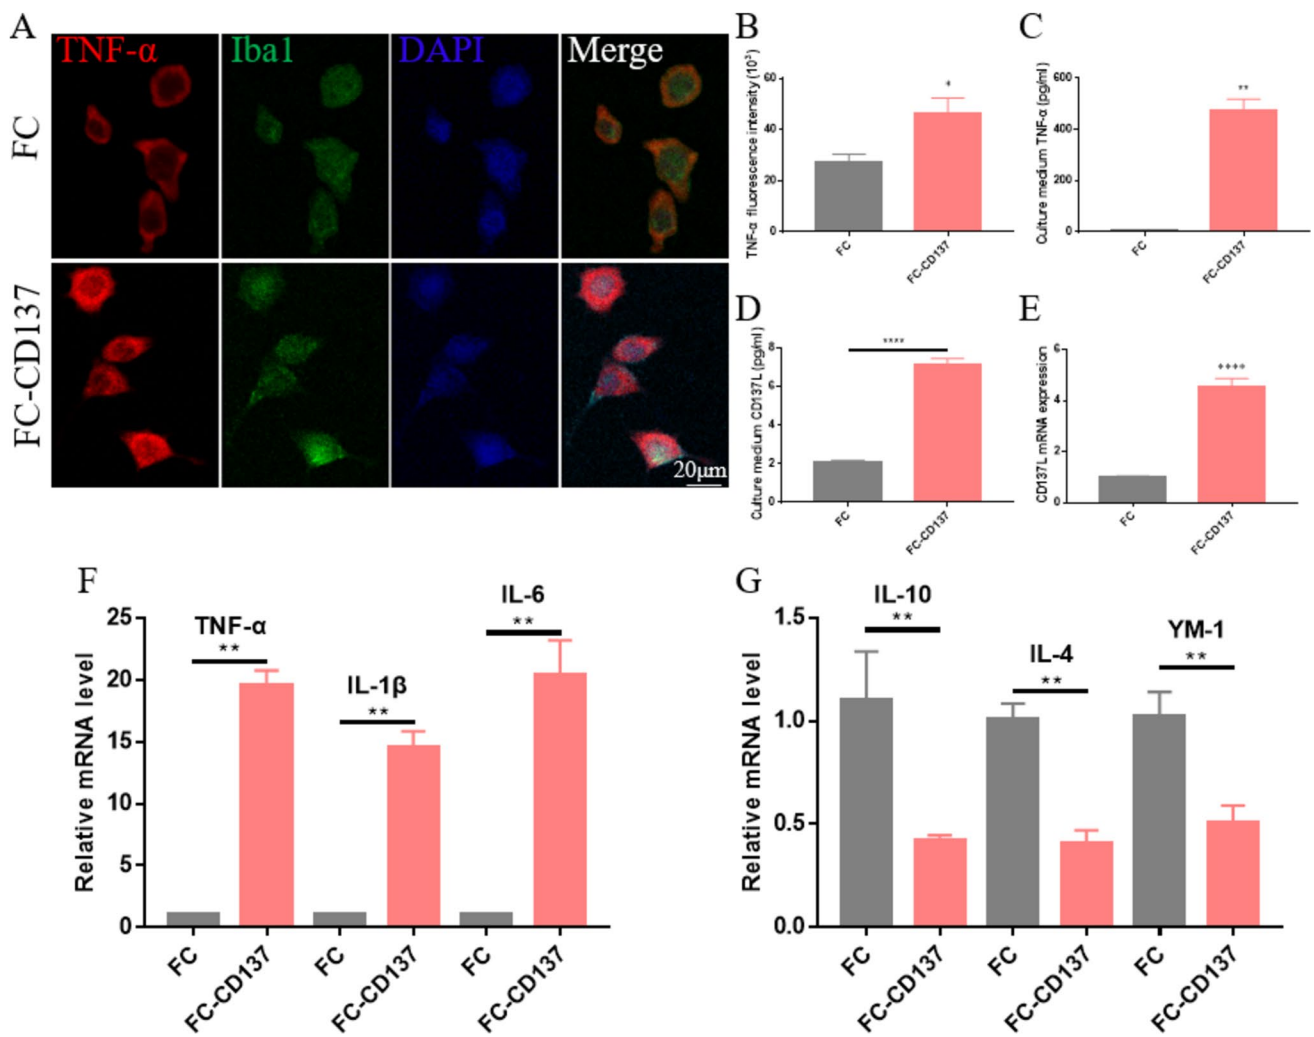 A
TNF-α
Iba1
DAPI
Merge
FC
FC-CD137
20μm
B
TNF-α fluorescence intensity (10³)
60
40
20
0
*
FC
FC-CD137
C
Culture medium TNF-α (pg/ml)
600
400
200
0
**
FC
FC-CD137
D
Culture medium CD137L (pg/ml)
8
6
4
2
0
****
FC
FC-CD137
E
CD137L mRNA expression
6
4
2
0
****
FC
FC-CD137
F
Relative mRNA level
25
20
15
10
5
0
TNF-α
**
IL-1β
**
IL-6
**
FC
FC-CD137
FC
FC-CD137
FC
FC-CD137
G
Relative mRNA level
1.5
1.0
0.5
0.0
IL-10
**
IL-4
**
YM-1
**
FC
FC-CD137
FC
FC-CD137
FC
FC-CD137